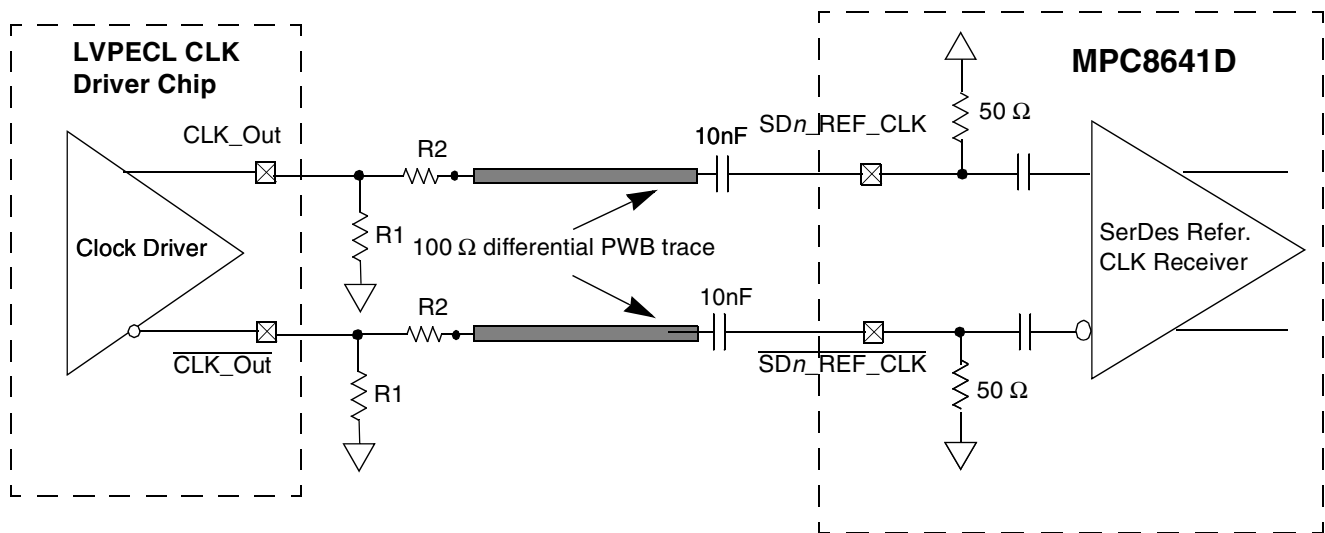 LVPECL CLK
Driver Chip
MPC8641D
CLK_Out
R2
10nF
SDn_REF_CLK
50 Ω
Clock Driver
R1
100 Ω differential PWB trace
SerDes Refer.
CLK Receiver
R2
10nF
CLK_Out
SDn_REF_CLK
R1
50 Ω